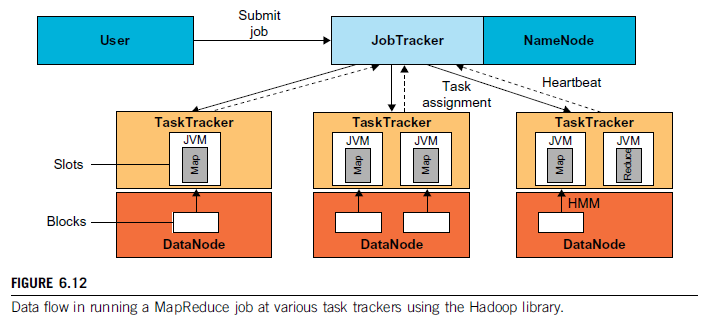 Submit
job
User
JobTracker
NameNode
Task
assignment
Heartbeat
TaskTracker
TaskTracker
TaskTracker
JVM
JVM
JVM
JVM
JVM
Slots
Map
Map
Map
Map
Reduce
HMM
Blocks
DataNode
DataNode
DataNode
FIGURE 6.12
Data flow in running a MapReduce job at various task trackers using the Hadoop library.